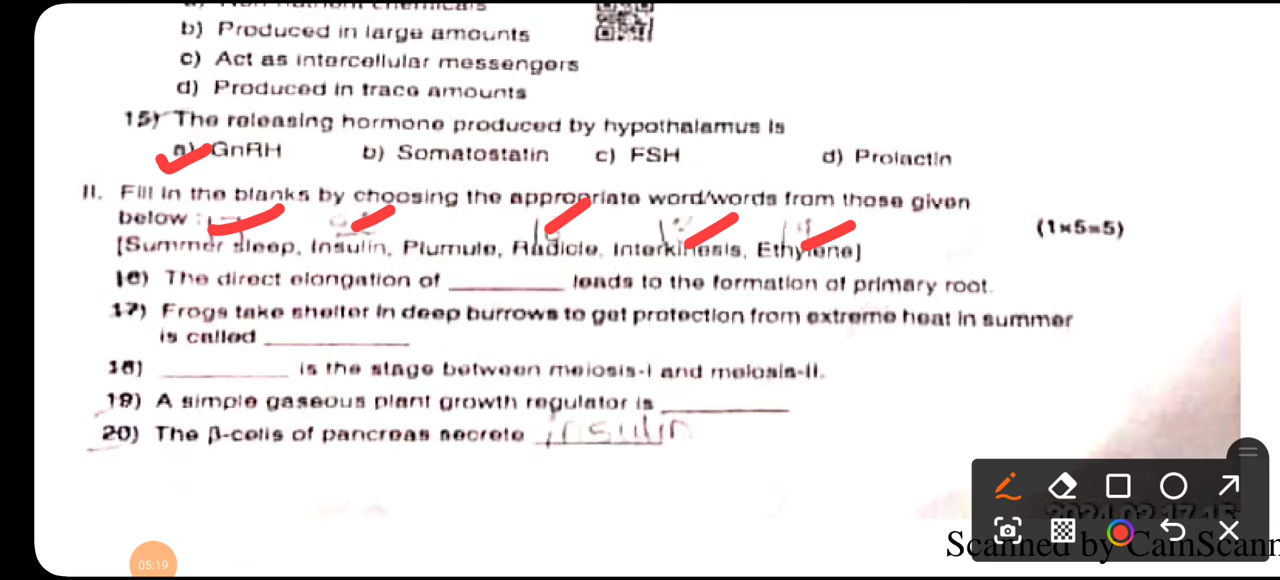 b) Produced in large amounts
c) Act as intercellular messengers
d) Produced in trace amounts
15) The releasing hormone produced by hypothalamus is
a) GnRH b) Somatostatin c) FSH d) Prolactin
II. Fill in the blanks by choosing the appropriate word/words from those given
below : (1×5=5)
[Summer sleep, Insulin, Plumule, Radicle, Interkinesis, Ethylene]
16) The direct elongation of __________ leads to the formation of primary root.
17) Frogs take shelter in deep burrows to get protection from extreme heat in summer
is called __________
18) __________ is the stage between meiosis-I and meiosis-II.
19) A simple gaseous plant growth regulator is __________
20) The β-cells of pancreas secrete insulin
Scanned by CamScann
05:19